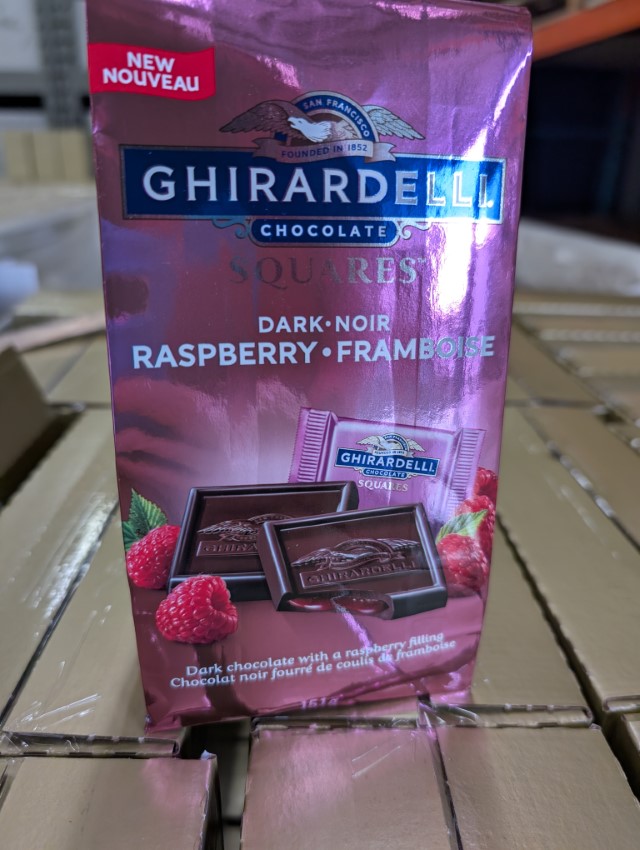 NEW
NOUVEAU
SAN FRANCISCO
FOUNDED IN 1852
GHIRARDELLI
CHOCOLATE
SQUARES™
DARK•NOIR
RASPBERRY•FRAMBOISE
GHIRARDELLI
CHOCOLATE
SQUARES
GHIRARDELLI
Dark chocolate with a raspberry filling
Chocolat noir fourré de coulis de framboise